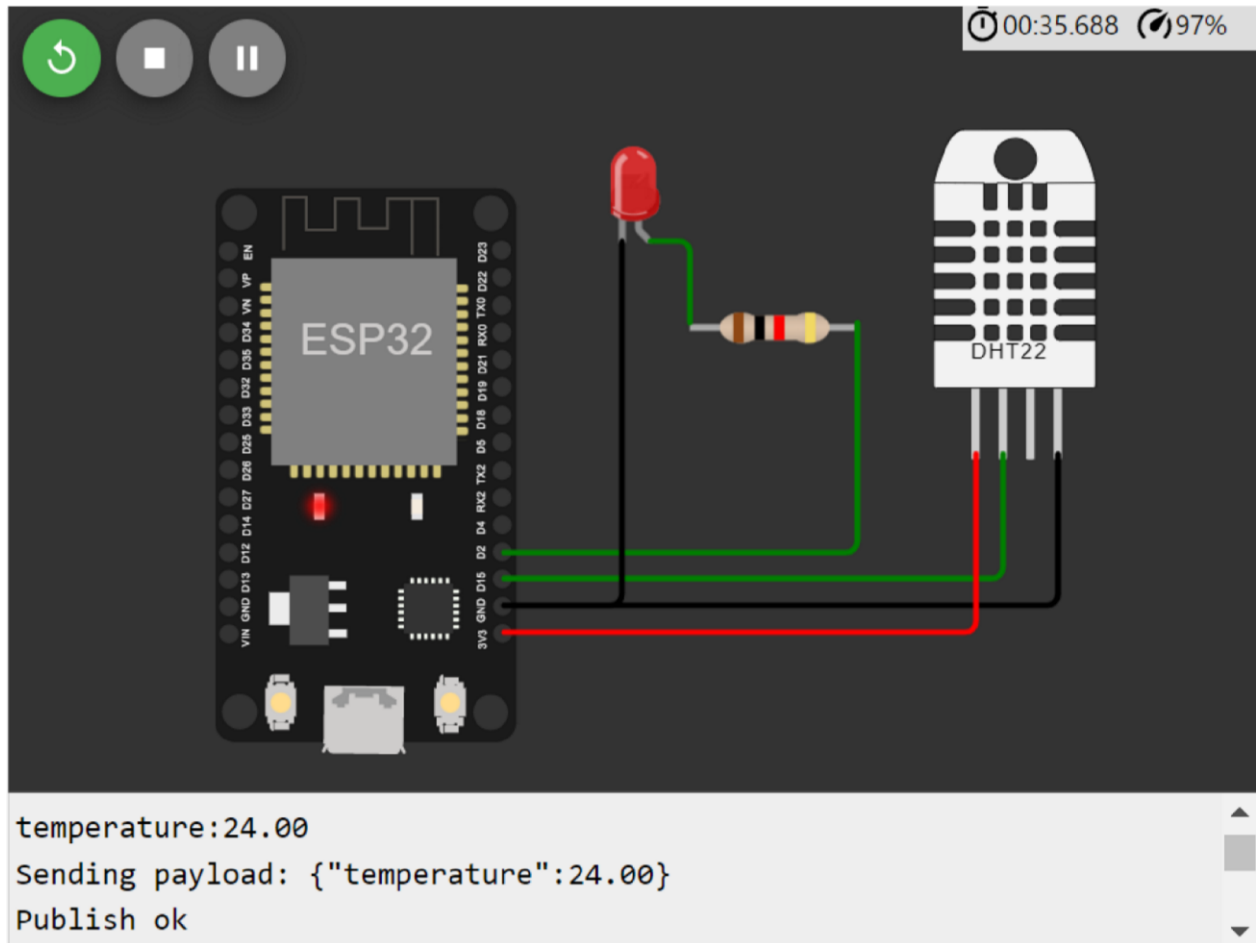 00:35.688 97%
ESP32
EN
VP
VN
D34
D35
D32
D33
D25
D26
D27
D14
D12
D13
GND
VIN
D23
D22
TX0
RX0
D21
D19
D18
D5
TX2
RX2
D4
D2
D15
GND
3V3
DHT22
temperature:24.00
Sending payload: {"temperature":24.00}
Publish ok